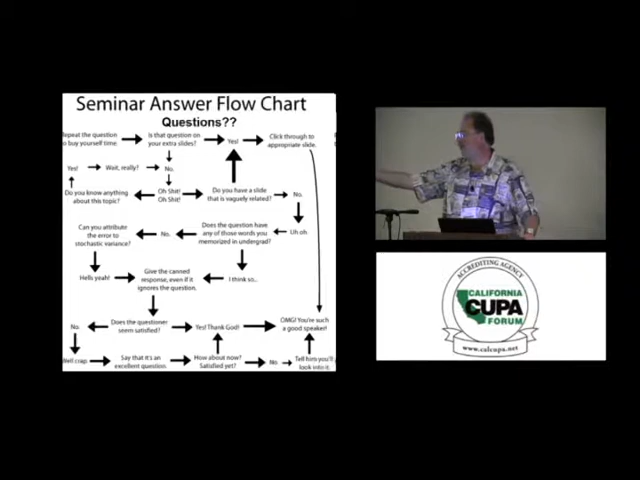 Seminar Answer Flow Chart
Questions??
epeat the question
o buy yourself time
Is that question on
your extra slides?
Yes!
Click through to
appropriate slide.
Yes!
Wait, really?
No.
Do you know anything
about this topic?
Oh Shit!
Oh Shit!
Do you have a slide
that is vaguely related?
No.
Can you attribute
the error to
stochastic variance?
No.
Does the question have
any of those words you
memorized in undergrad?
Uh oh
Hells yeah!
Give the canned
response, even if it
ignores the question.
I think so..
No.
Does the questioner
seem satisfied?
Yes! Thank God!
OMG! You're such
a good speaker!
Well crap.
Say that it's an
excellent question.
How about now?
Satisfied yet?
No
Tell him you'll
look into it.
ACCREDITING AGENCY
CALIFORNIA
CUPA
FORUM
www.calcupa.net